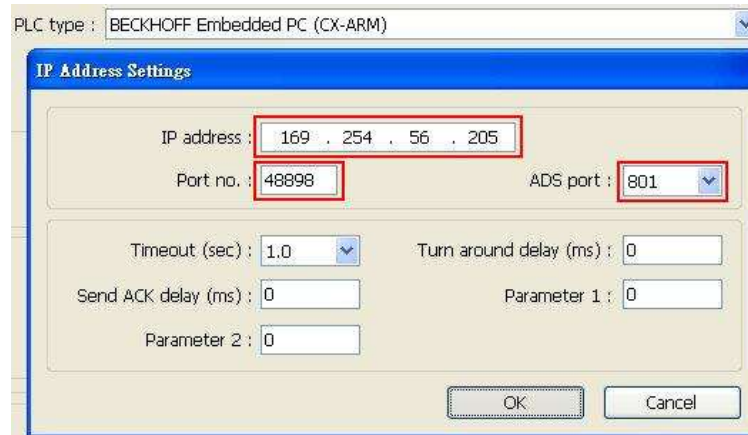 PLC type : BECKHOFF Embedded PC (CX-ARM)
IP Address Settings
IP address : 169 . 254 . 56 . 205
Port no. : 48898 ADS port : 801
Timeout (sec) : 1.0 Turn around delay (ms) : 0
Send ACK delay (ms) : 0 Parameter 1 : 0
Parameter 2 : 0
OK Cancel